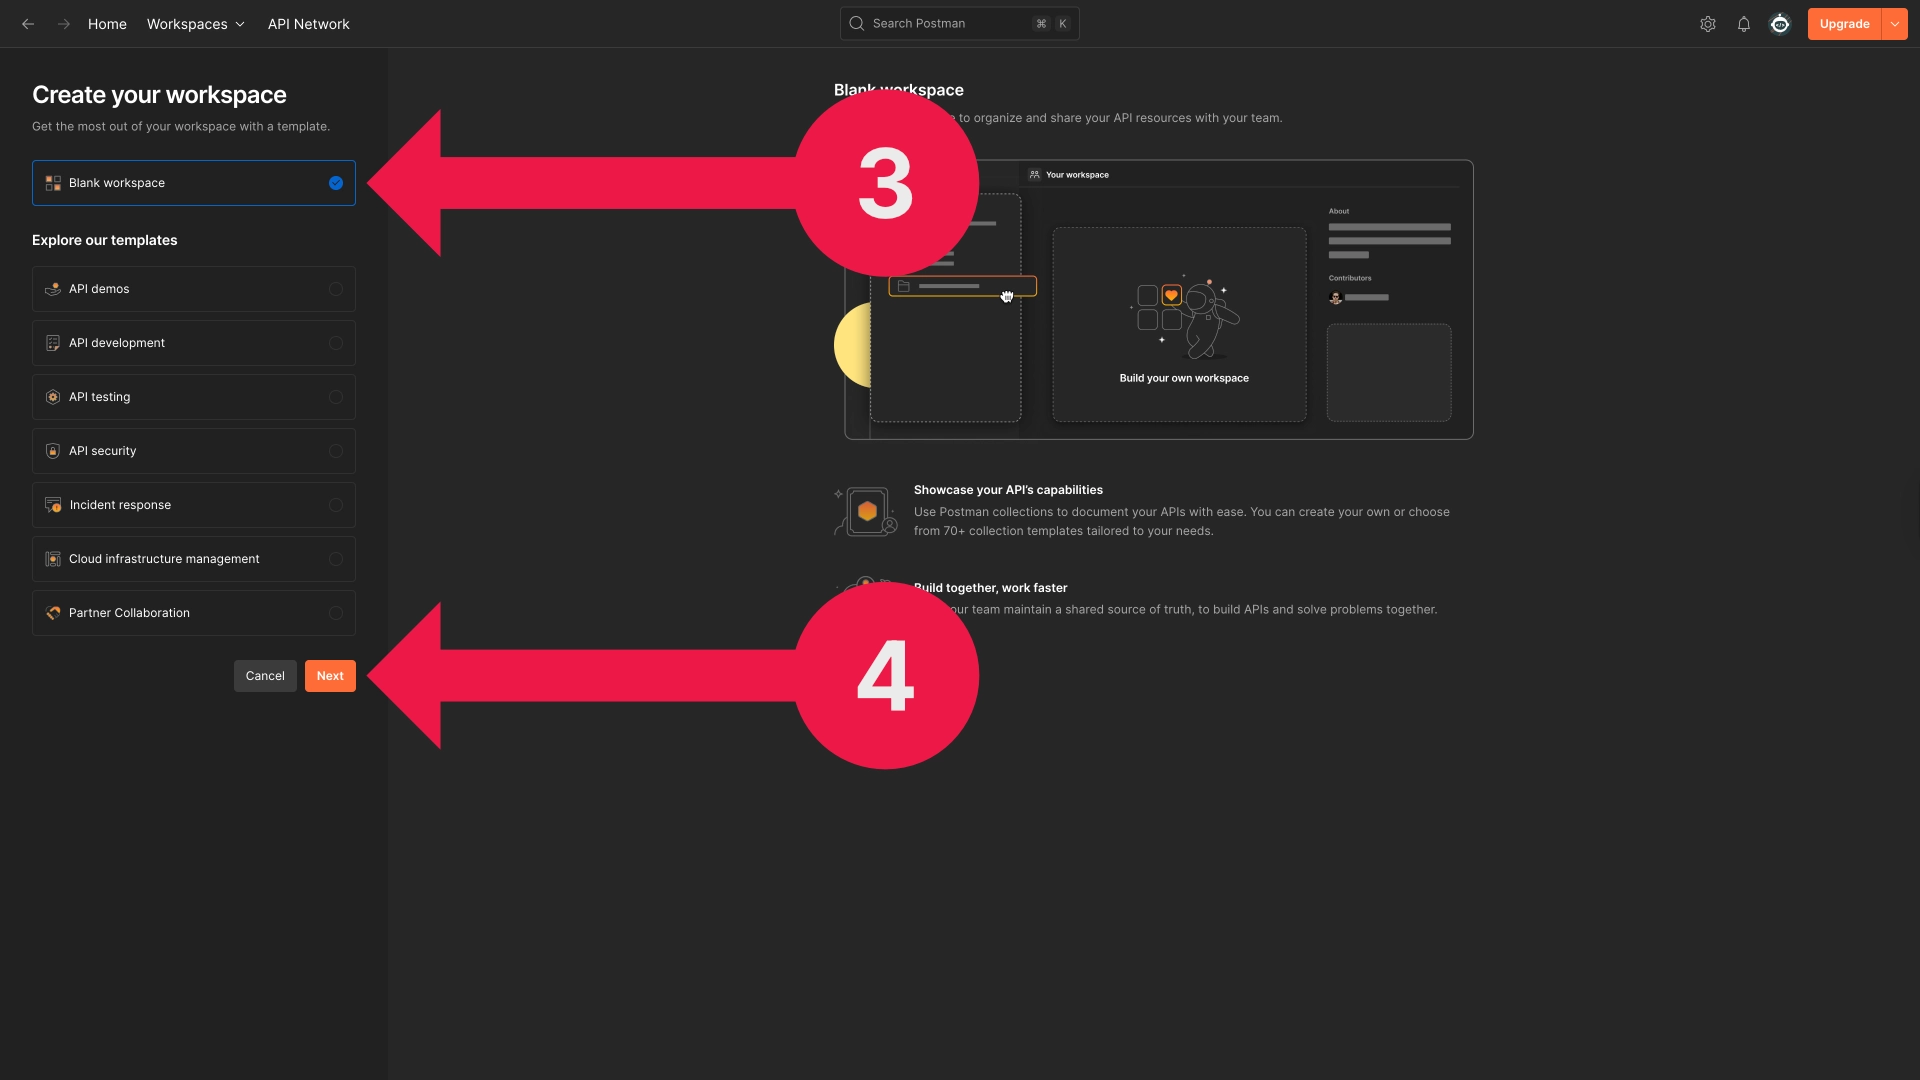 Home
Workspaces
API Network
Search Postman
⌘ K
Upgrade
Create your workspace
Get the most out of your workspace with a template.
Blank workspace
Explore our templates
API demos
API development
API testing
API security
Incident response
Cloud infrastructure management
Partner Collaboration
Cancel
Next
3
4
Blank workspace
to organize and share your API resources with your team.
Your workspace
About
Contributors
Build your own workspace
Showcase your API's capabilities
Use Postman collections to document your APIs with ease. You can create your own or choose
from 70+ collection templates tailored to your needs.
Build together, work faster
your team maintain a shared source of truth, to build APIs and solve problems together.